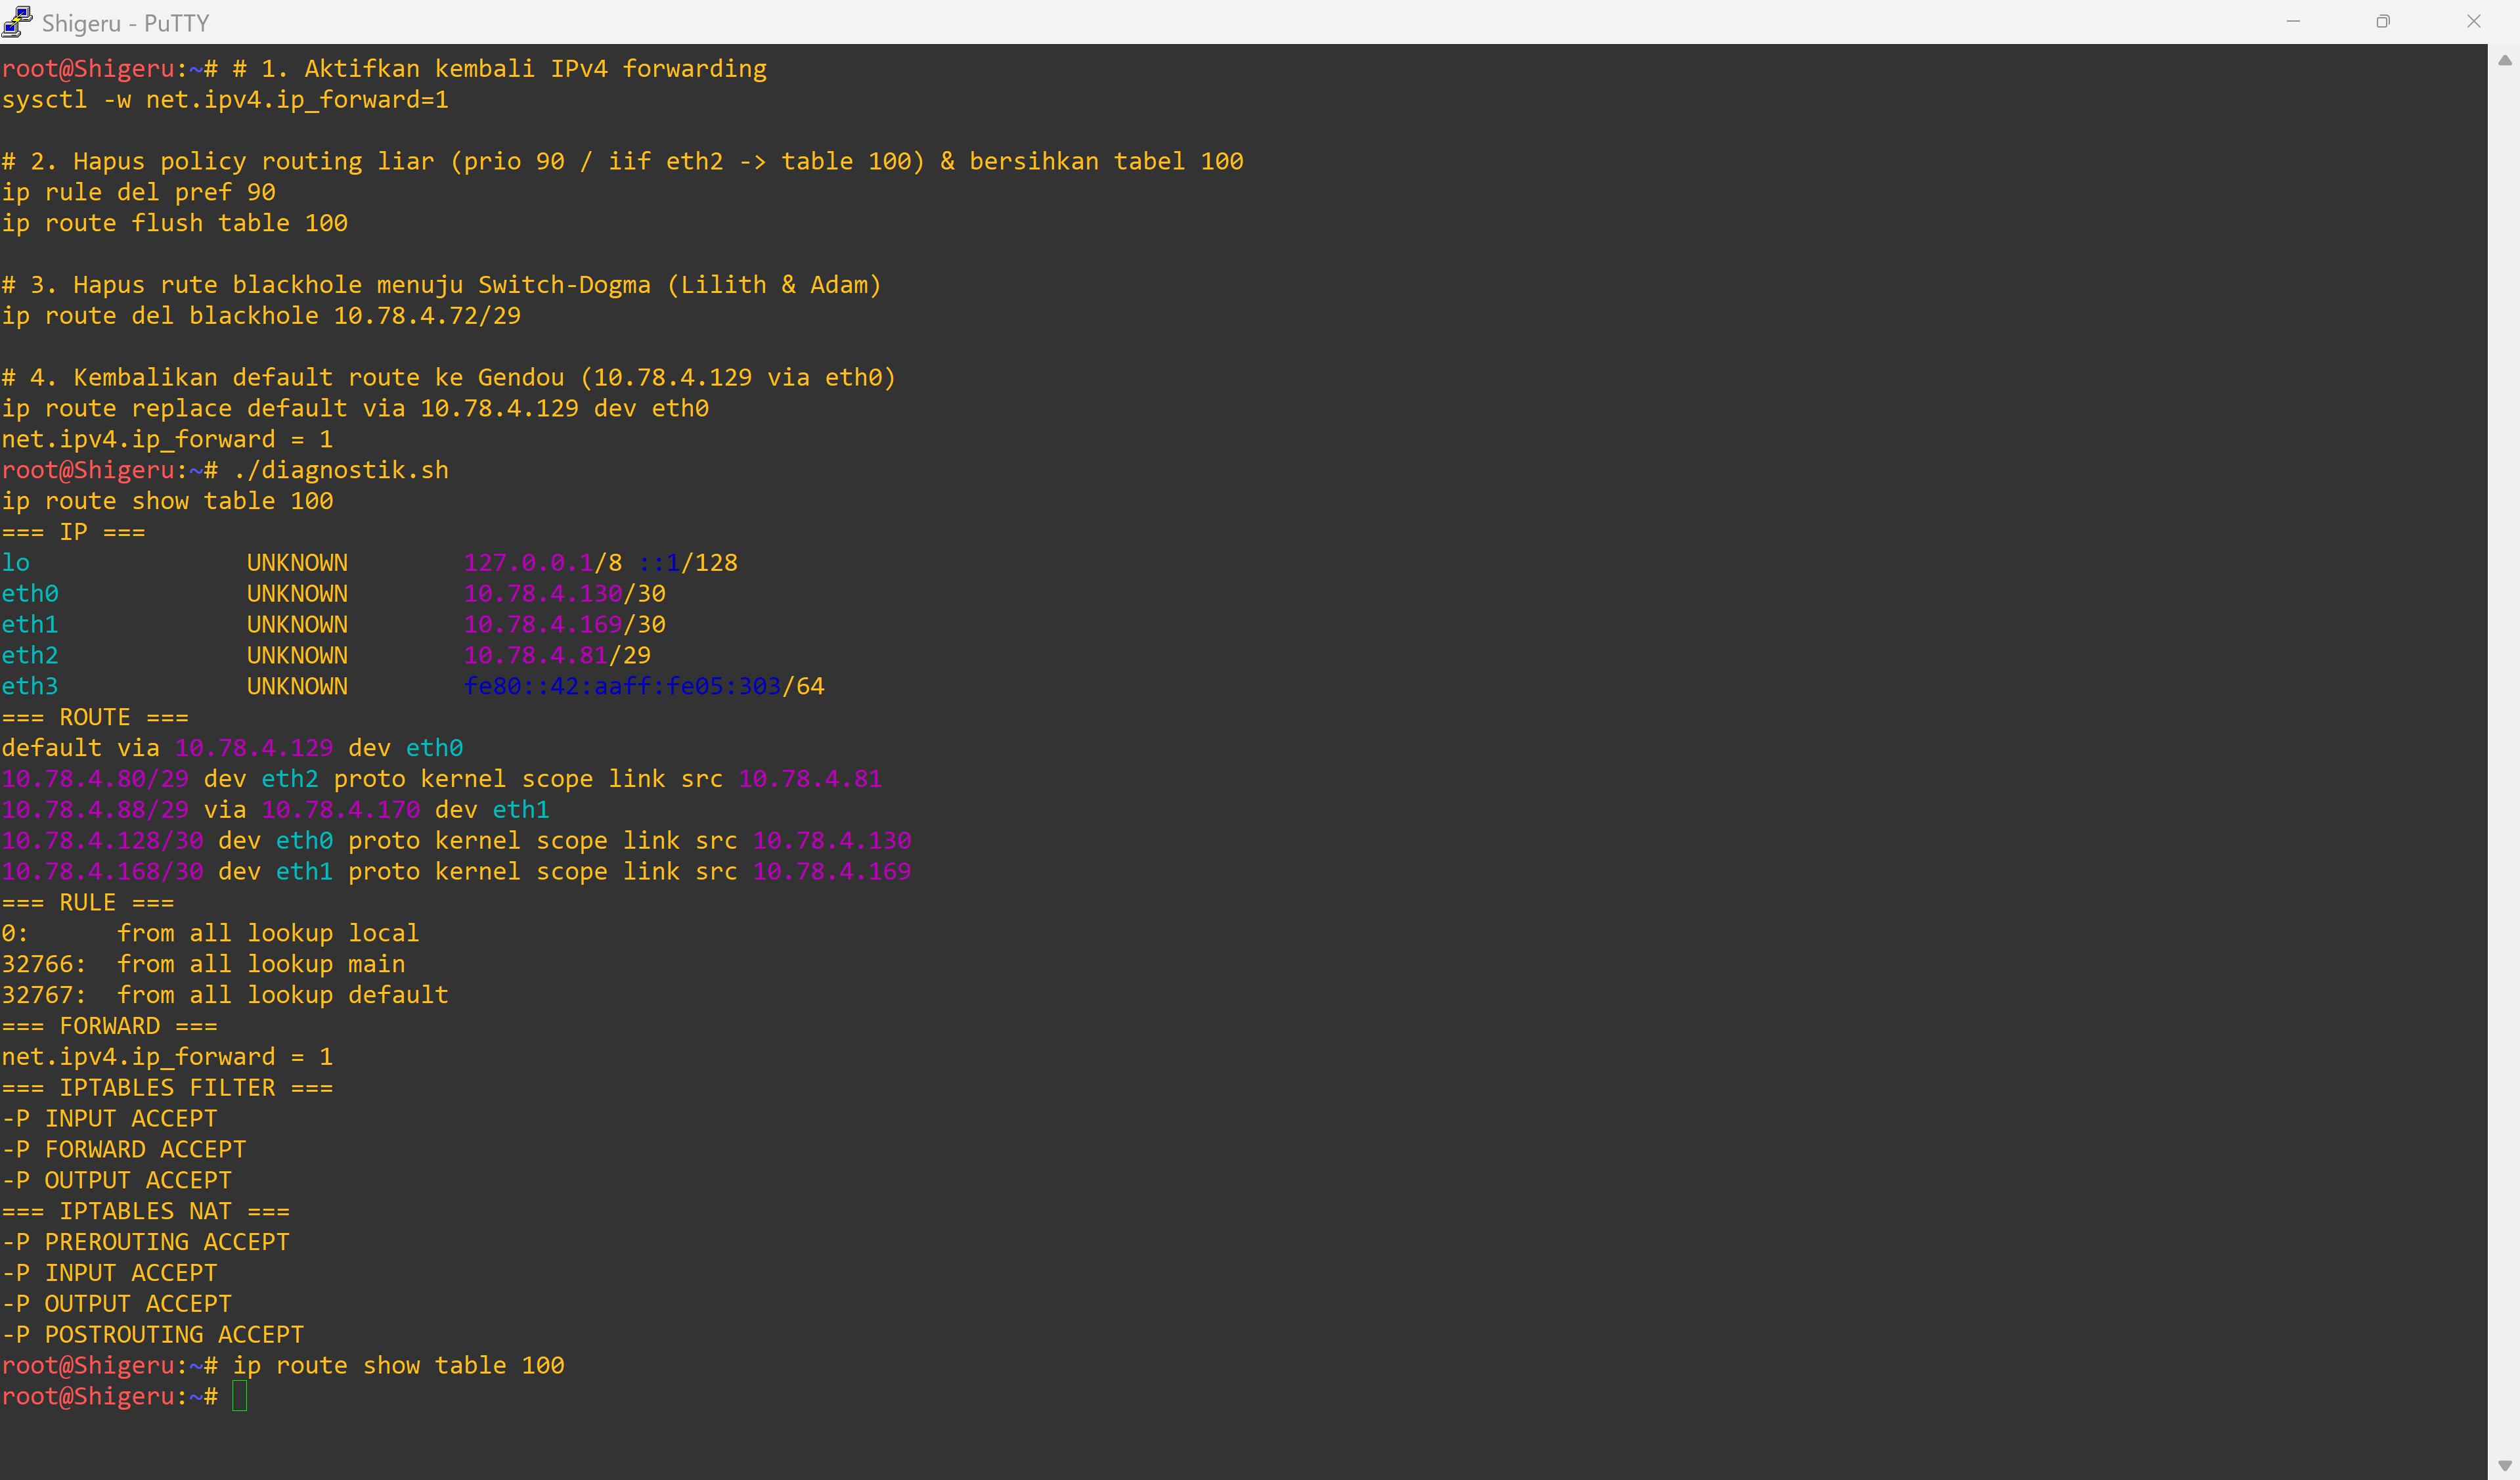 Shigeru - PuTTY
root@Shigeru:~# # 1. Aktifkan kembali IPv4 forwarding
sysctl -w net.ipv4.ip_forward=1
# 2. Hapus policy routing liar (prio 90 / iif eth2 -> table 100) & bersihkan tabel 100
ip rule del pref 90
ip route flush table 100
# 3. Hapus rute blackhole menuju Switch-Dogma (Lilith & Adam)
ip route del blackhole 10.78.4.72/29
# 4. Kembalikan default route ke Gendou (10.78.4.129 via eth0)
ip route replace default via 10.78.4.129 dev eth0
net.ipv4.ip_forward = 1
root@Shigeru:~# ./diagnostik.sh
ip route show table 100
=== IP ===
lo               UNKNOWN        127.0.0.1/8 ::1/128
eth0             UNKNOWN        10.78.4.130/30
eth1             UNKNOWN        10.78.4.169/30
eth2             UNKNOWN        10.78.4.81/29
eth3             UNKNOWN        fe80::42:aaff:fe05:303/64
=== ROUTE ===
default via 10.78.4.129 dev eth0
10.78.4.80/29 dev eth2 proto kernel scope link src 10.78.4.81
10.78.4.88/29 via 10.78.4.170 dev eth1
10.78.4.128/30 dev eth0 proto kernel scope link src 10.78.4.130
10.78.4.168/30 dev eth1 proto kernel scope link src 10.78.4.169
=== RULE ===
0:      from all lookup local
32766:  from all lookup main
32767:  from all lookup default
=== FORWARD ===
net.ipv4.ip_forward = 1
=== IPTABLES FILTER ===
-P INPUT ACCEPT
-P FORWARD ACCEPT
-P OUTPUT ACCEPT
=== IPTABLES NAT ===
-P PREROUTING ACCEPT
-P INPUT ACCEPT
-P OUTPUT ACCEPT
-P POSTROUTING ACCEPT
root@Shigeru:~# ip route show table 100
root@Shigeru:~#